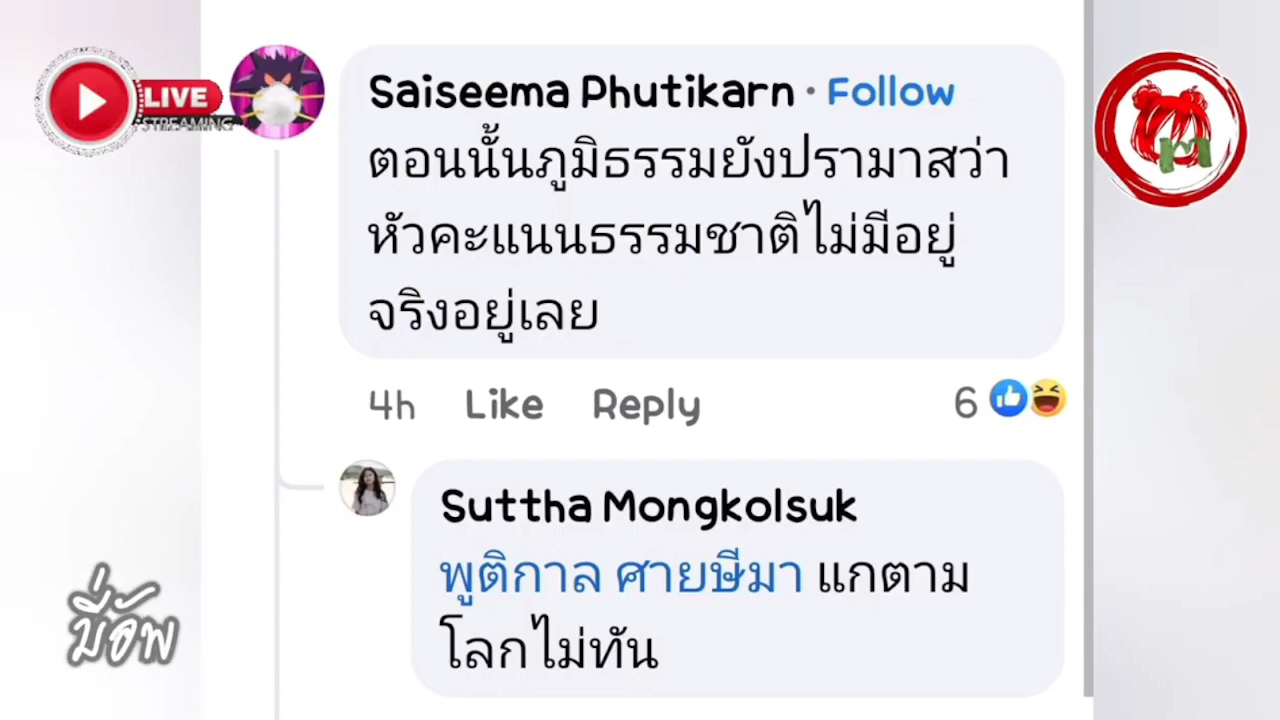 LIVE
STREAMING
Saiseema Phutikarn · Follow
ตอนนั้นภูมิธรรมยังปรามาสว่า
หัวคะแนนธรรมชาติไม่มีอยู่
จริงอยู่เลย
4h Like Reply 6
Suttha Mongkolsuk
พูติกาล ศายษีมา แกตาม
โลกไม่ทัน
มี่อัพ